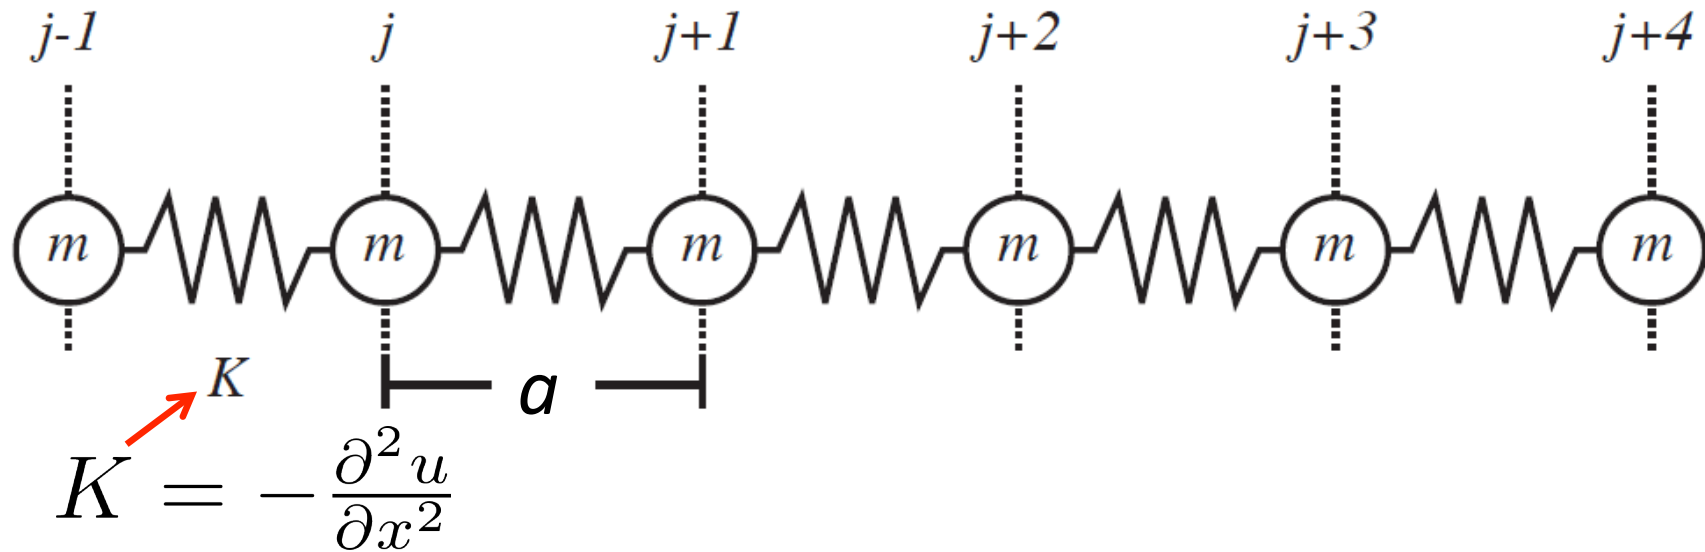 j-1 j j+1 j+2 j+3 j+4
m m m m m m
K a
K = − ∂²u / ∂x²